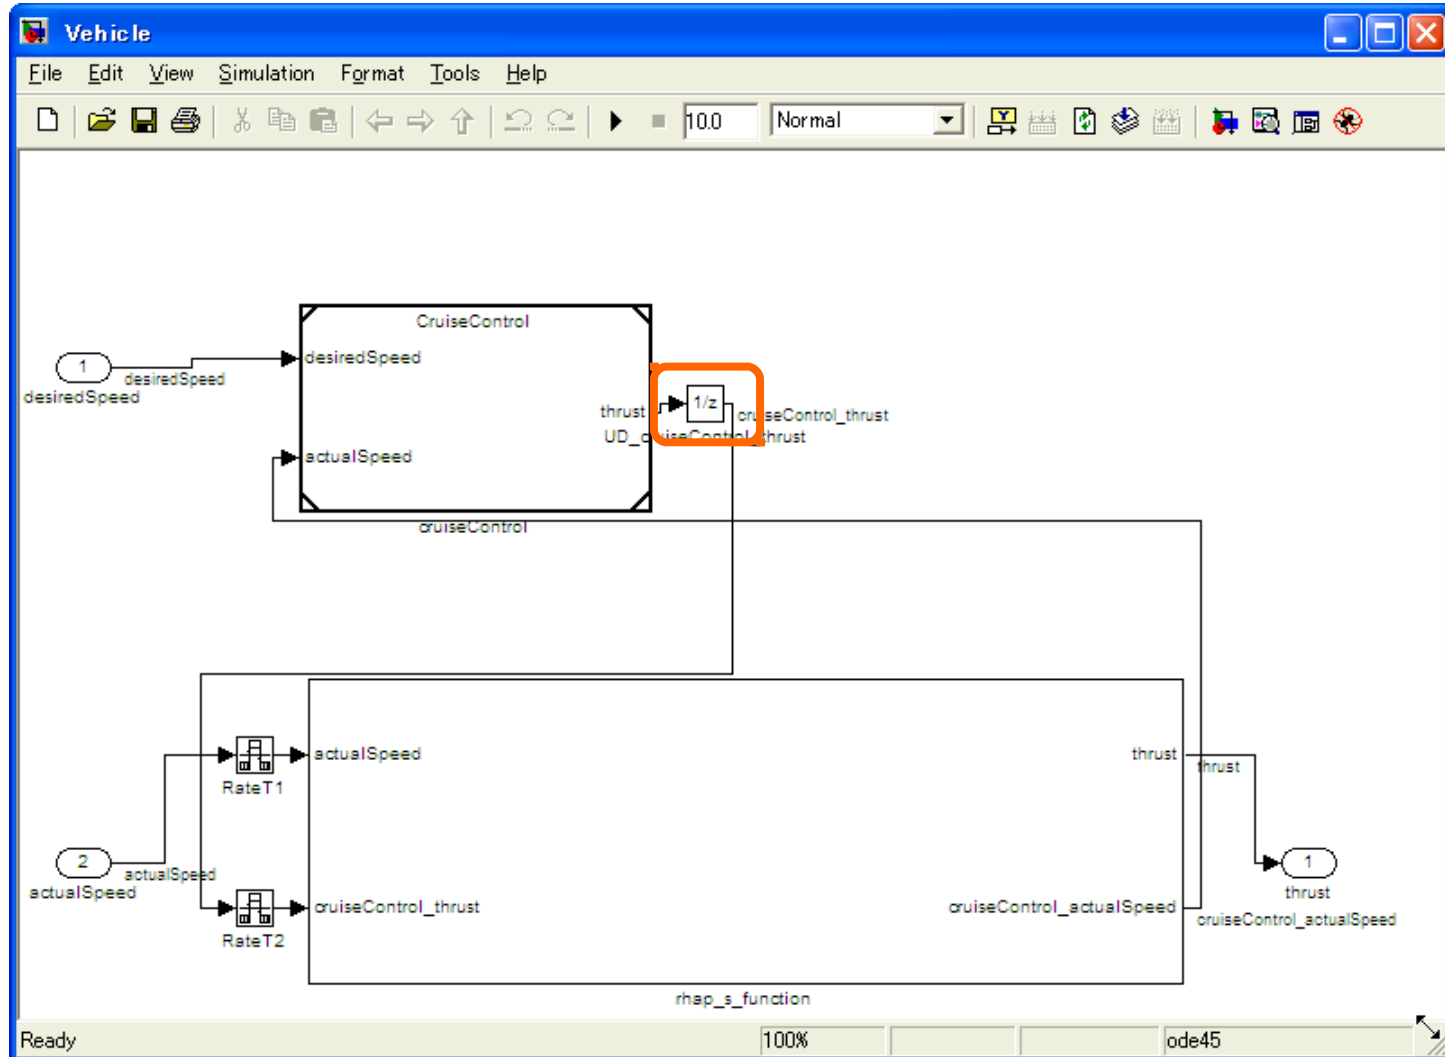 Vehicle
File Edit View Simulation Format Tools Help
10.0 Normal
CruiseControl
1
desiredSpeed
desiredSpeed
desiredSpeed
thrust
1/z
cruiseControl_thrust
UD_cruiseControl_thrust
actualSpeed
cruiseControl
actualSpeed
thrust
thrust
RateT1
2
actualSpeed
actualSpeed
1
thrust
cruiseControl_thrust
cruiseControl_actualSpeed
cruiseControl_actualSpeed
RateT2
rhap_s_function
Ready 100% ode45